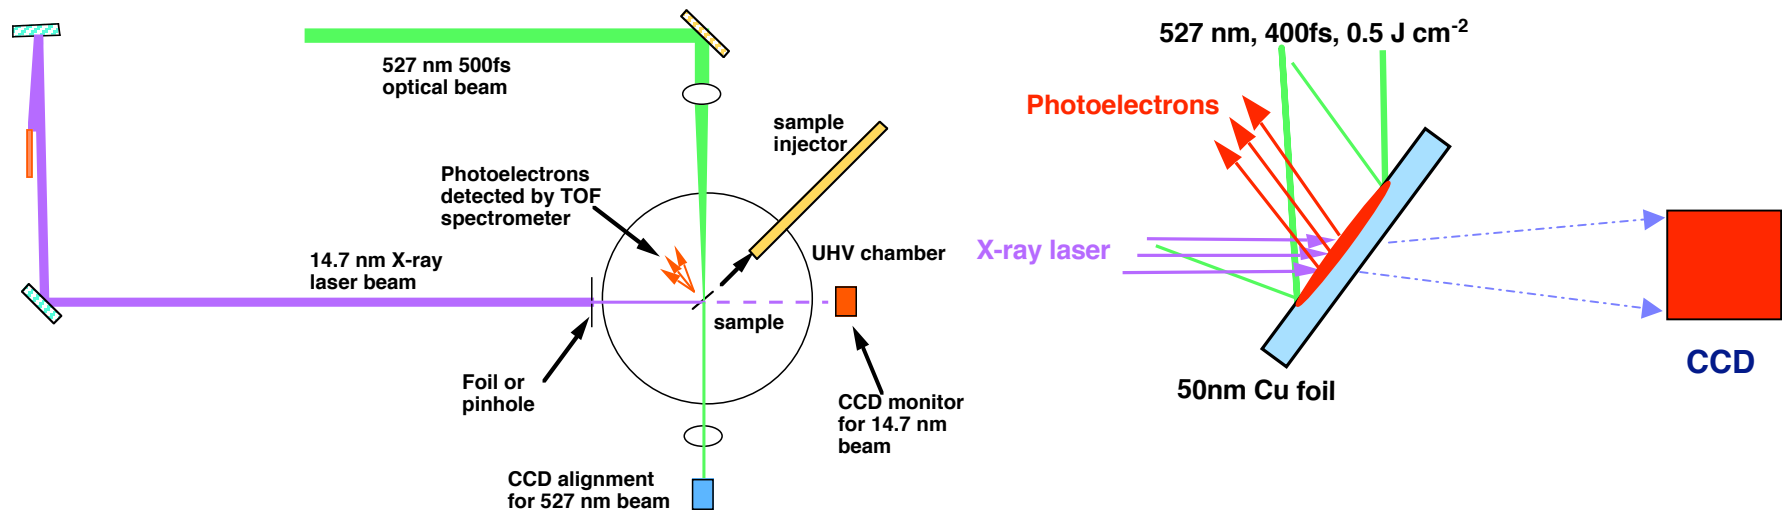 527 nm 500fs
optical beam
sample
injector
Photoelectrons
detected by TOF
spectrometer
UHV chamber
14.7 nm X-ray
laser beam
sample
Foil or
pinhole
CCD monitor
for 14.7 nm
beam
CCD alignment
for 527 nm beam
527 nm, 400fs, 0.5 J cm-2
Photoelectrons
X-ray laser
CCD
50nm Cu foil